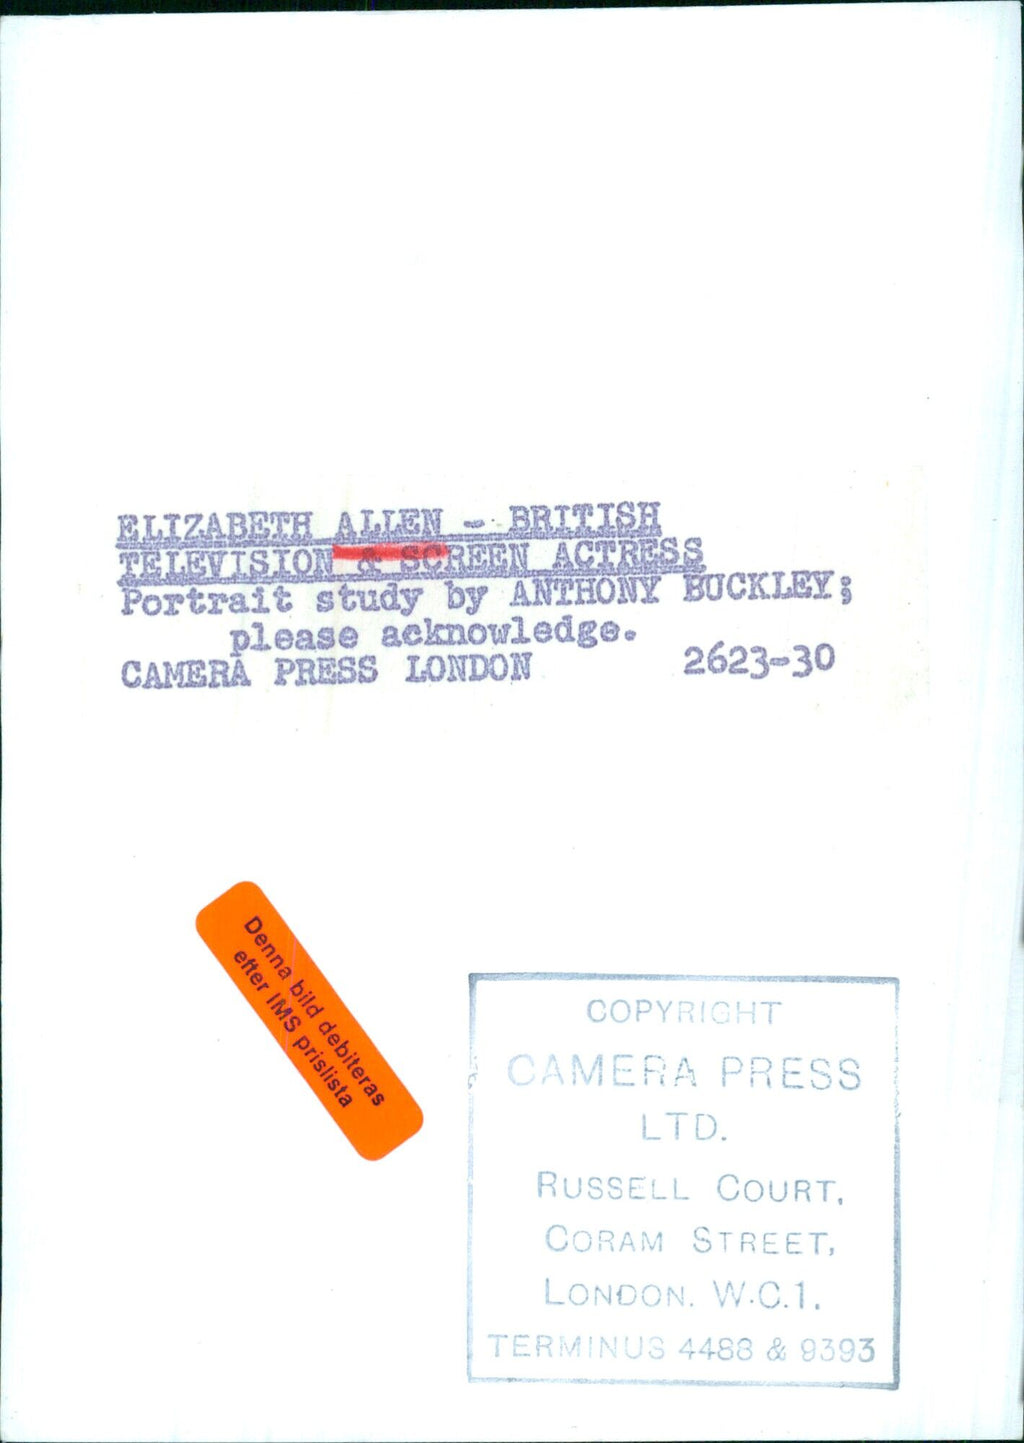 ELIZABETH ALLEN - BRITISH
TELEVISION & SCREEN ACTRESS
Portrait study by ANTHONY BUCKLEY;
please acknowledge.
CAMERA PRESS LONDON 2623-30
Denna bild debiteras
efter IMS prislista
COPYRIGHT
CAMERA PRESS
LTD.
RUSSELL COURT,
CORAM STREET,
LONDON. W.C.1.
TERMINUS 4488 & 9393